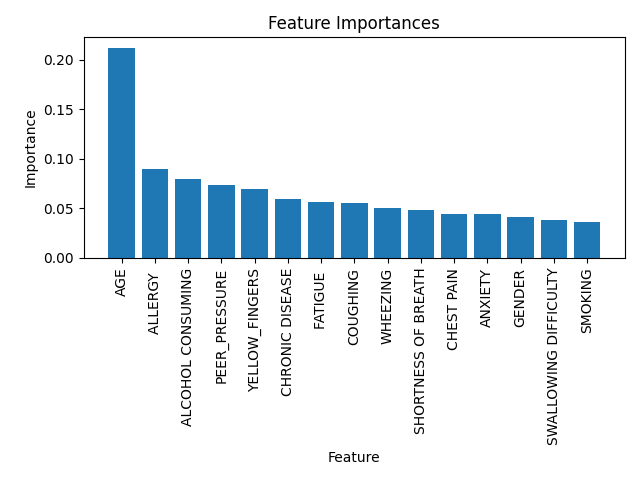 Feature Importances
Importance
0.20
0.15
0.10
0.05
0.00
AGE
ALLERGY
ALCOHOL CONSUMING
PEER_PRESSURE
YELLOW_FINGERS
CHRONIC DISEASE
FATIGUE
COUGHING
WHEEZING
SHORTNESS OF BREATH
CHEST PAIN
ANXIETY
GENDER
SWALLOWING DIFFICULTY
SMOKING
Feature